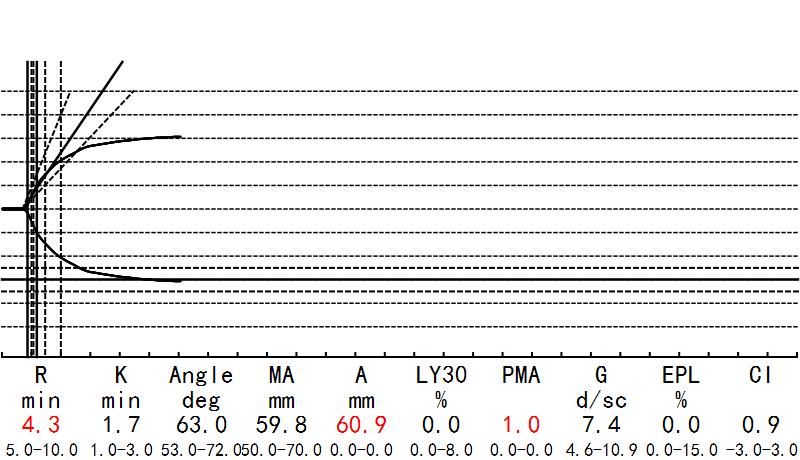 R K Angle MA A LY30 PMA G EPL CI
min min deg mm mm % d/sc %
4.3 1.7 63.0 59.8 60.9 0.0 1.0 7.4 0.0 0.9
5.0-10.0 1.0-3.0 53.0-72.0 50.0-70.0 0.0-0.0 0.0-8.0 0.0-0.0 4.6-10.9 0.0-15.0 -3.0-3.0